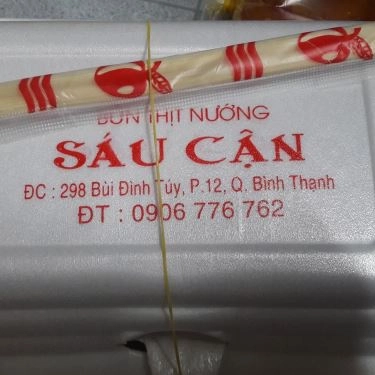 BÚN THỊT NƯỚNG
SÁU CẬN
ĐC : 298 Bùi Đình Túy, P.12, Q. Bình Thạnh
ĐT : 0906 776 762